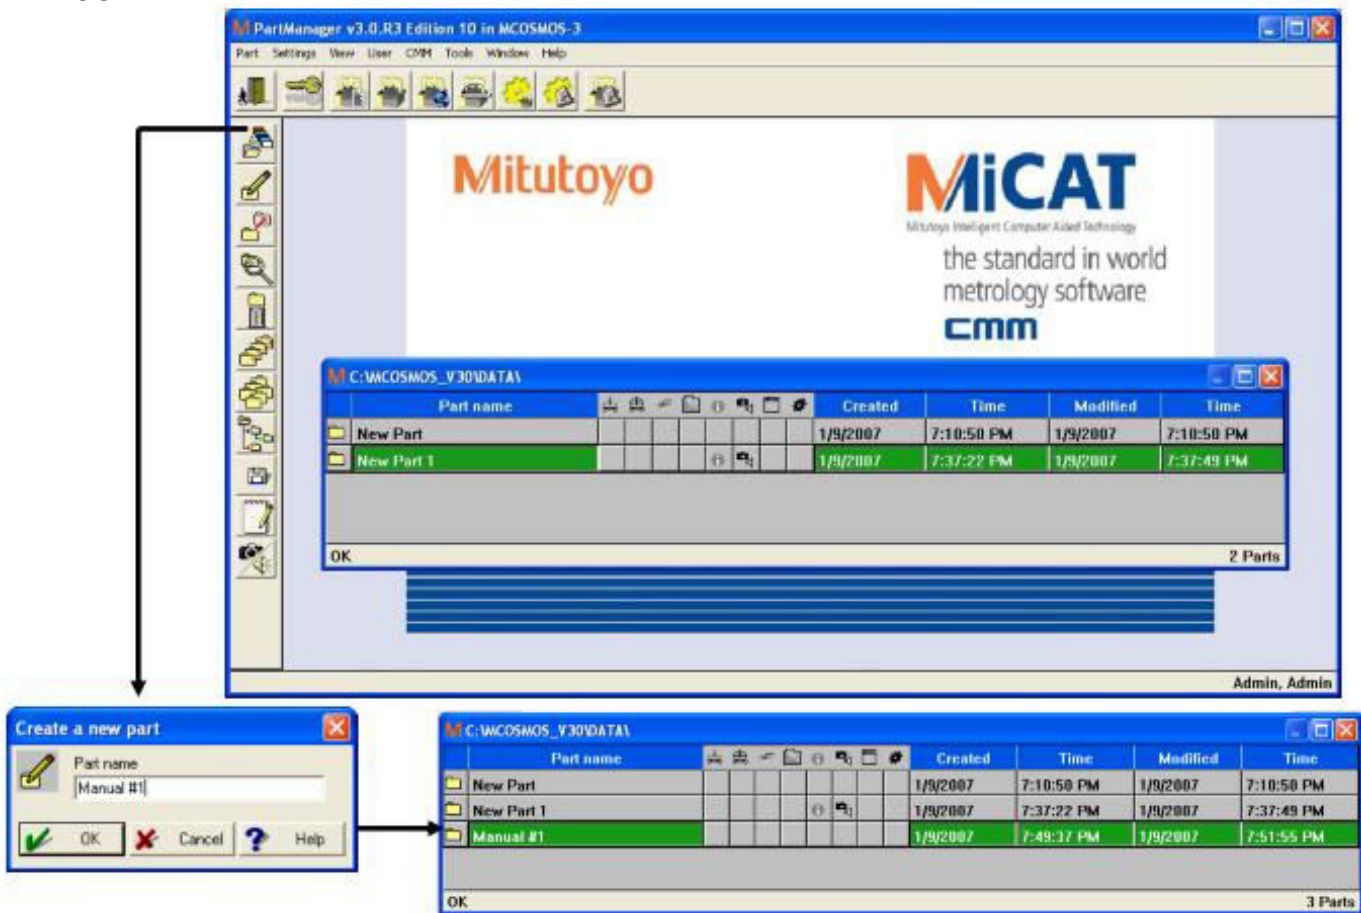 PartManager v3.0.R3 Edition 10 in MCOSMOS-3
Part Settings View User CMM Tools Window Help
Mitutoyo
MiCAT
Mitutoyo Intelligent Computer Aided Technology
the standard in world
metrology software
cmm
C:\MCOSMOS_V30\DATA\
Part name Created Time Modified Time
New Part 1/9/2007 7:10:50 PM 1/9/2007 7:10:50 PM
New Part 1 1/9/2007 7:37:22 PM 1/9/2007 7:37:49 PM
OK 2 Parts
Admin, Admin
Create a new part
Part name
Manual #1
OK Cancel Help
C:\MCOSMOS_V30\DATA\
Part name Created Time Modified Time
New Part 1/9/2007 7:10:50 PM 1/9/2007 7:10:50 PM
New Part 1 1/9/2007 7:37:22 PM 1/9/2007 7:37:49 PM
Manual #1 1/9/2007 7:49:37 PM 1/9/2007 7:51:55 PM
OK 3 Parts